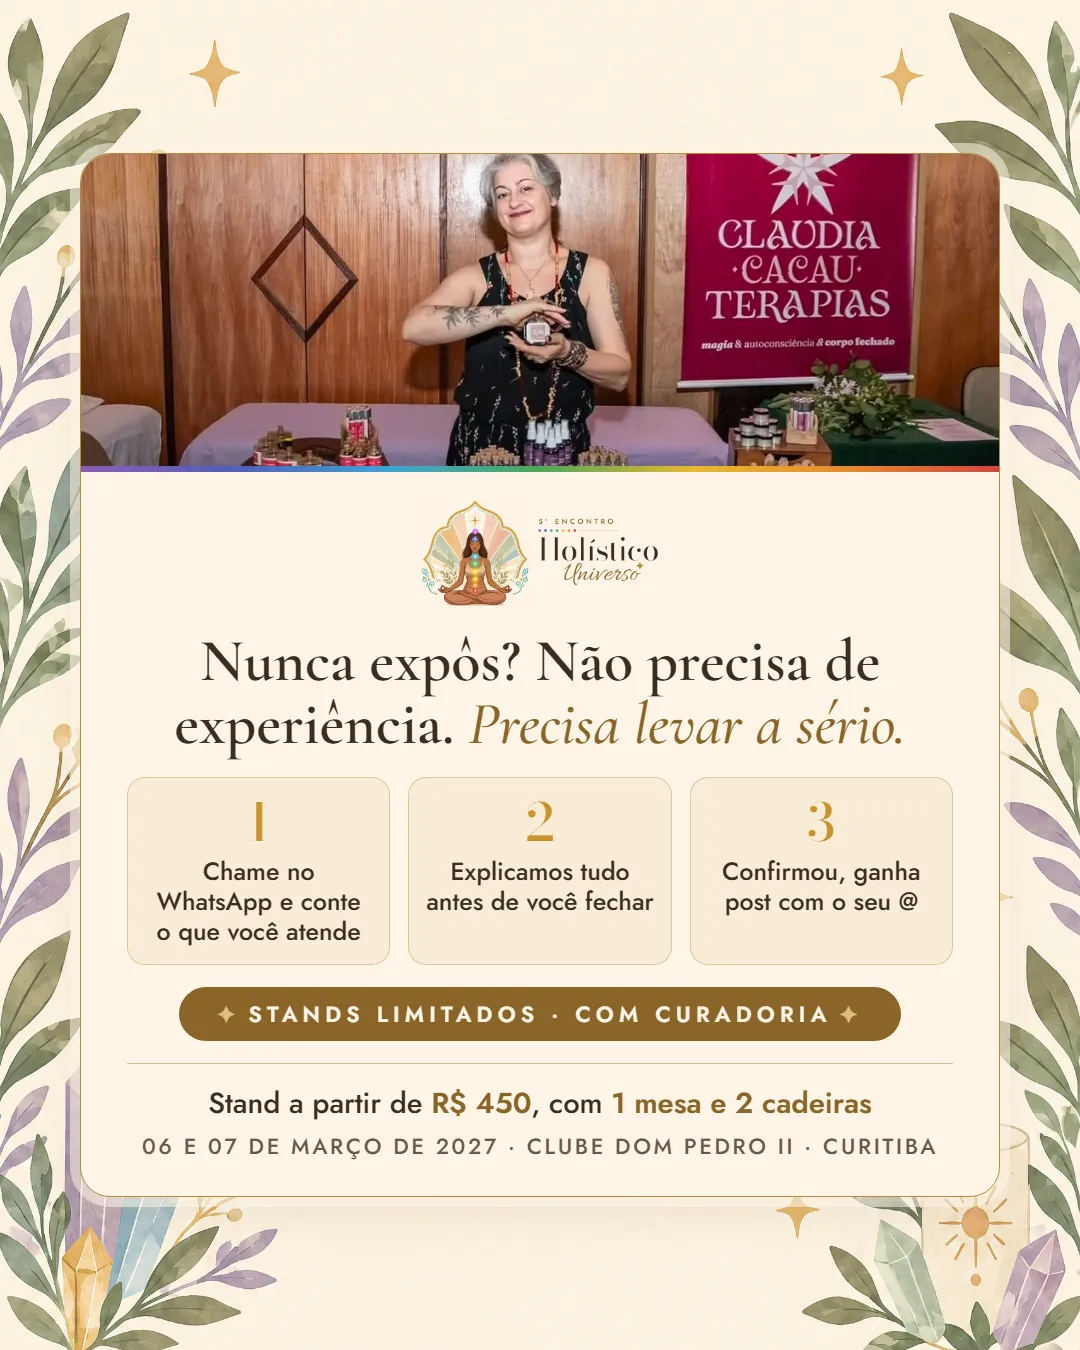 CLAUDIA
·CACAU·
TERAPIAS
magia & autoconsciência & corpo fechado
5º ENCONTRO
Holístico
Universo
Nunca expôs? Não precisa de
experiência. Precisa levar a sério.
1
Chame no
WhatsApp e conte
o que você atende
2
Explicamos tudo
antes de você fechar
3
Confirmou, ganha
post com o seu @
STANDS LIMITADOS · COM CURADORIA
Stand a partir de R$ 450, com 1 mesa e 2 cadeiras
06 E 07 DE MARÇO DE 2027 · CLUBE DOM PEDRO II · CURITIBA